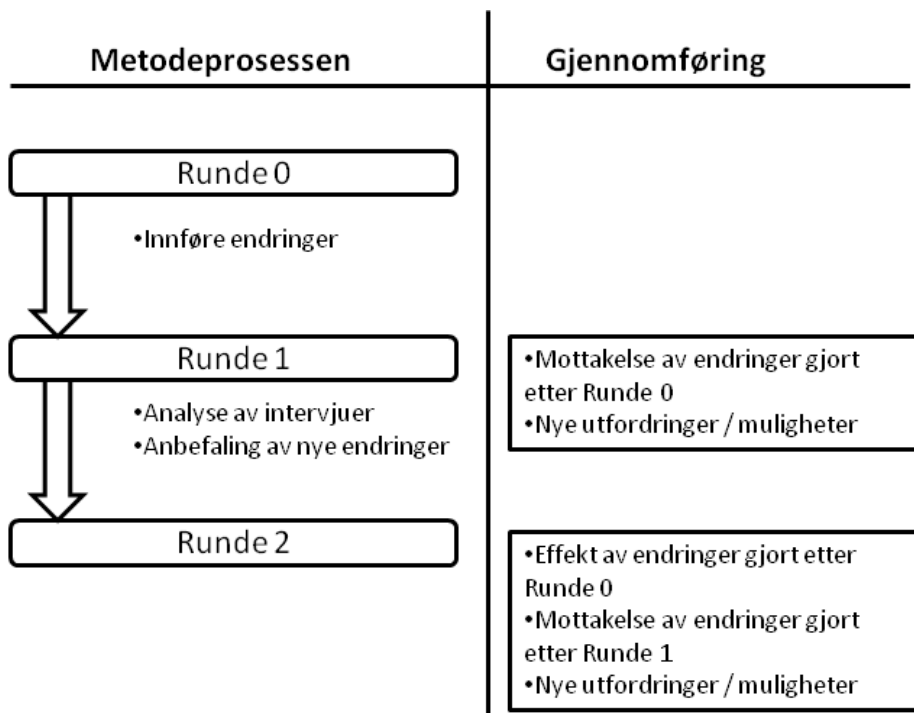 Metodeprosessen
Gjennomføring
Runde 0
•Innføre endringer
Runde 1
•Analyse av intervjuer
•Anbefaling av nye endringer
•Mottakelse av endringer gjort
etter Runde 0
•Nye utfordringer / muligheter
Runde 2
•Effekt av endringer gjort etter
Runde 0
•Mottakelse av endringer gjort
etter Runde 1
•Nye utfordringer / muligheter